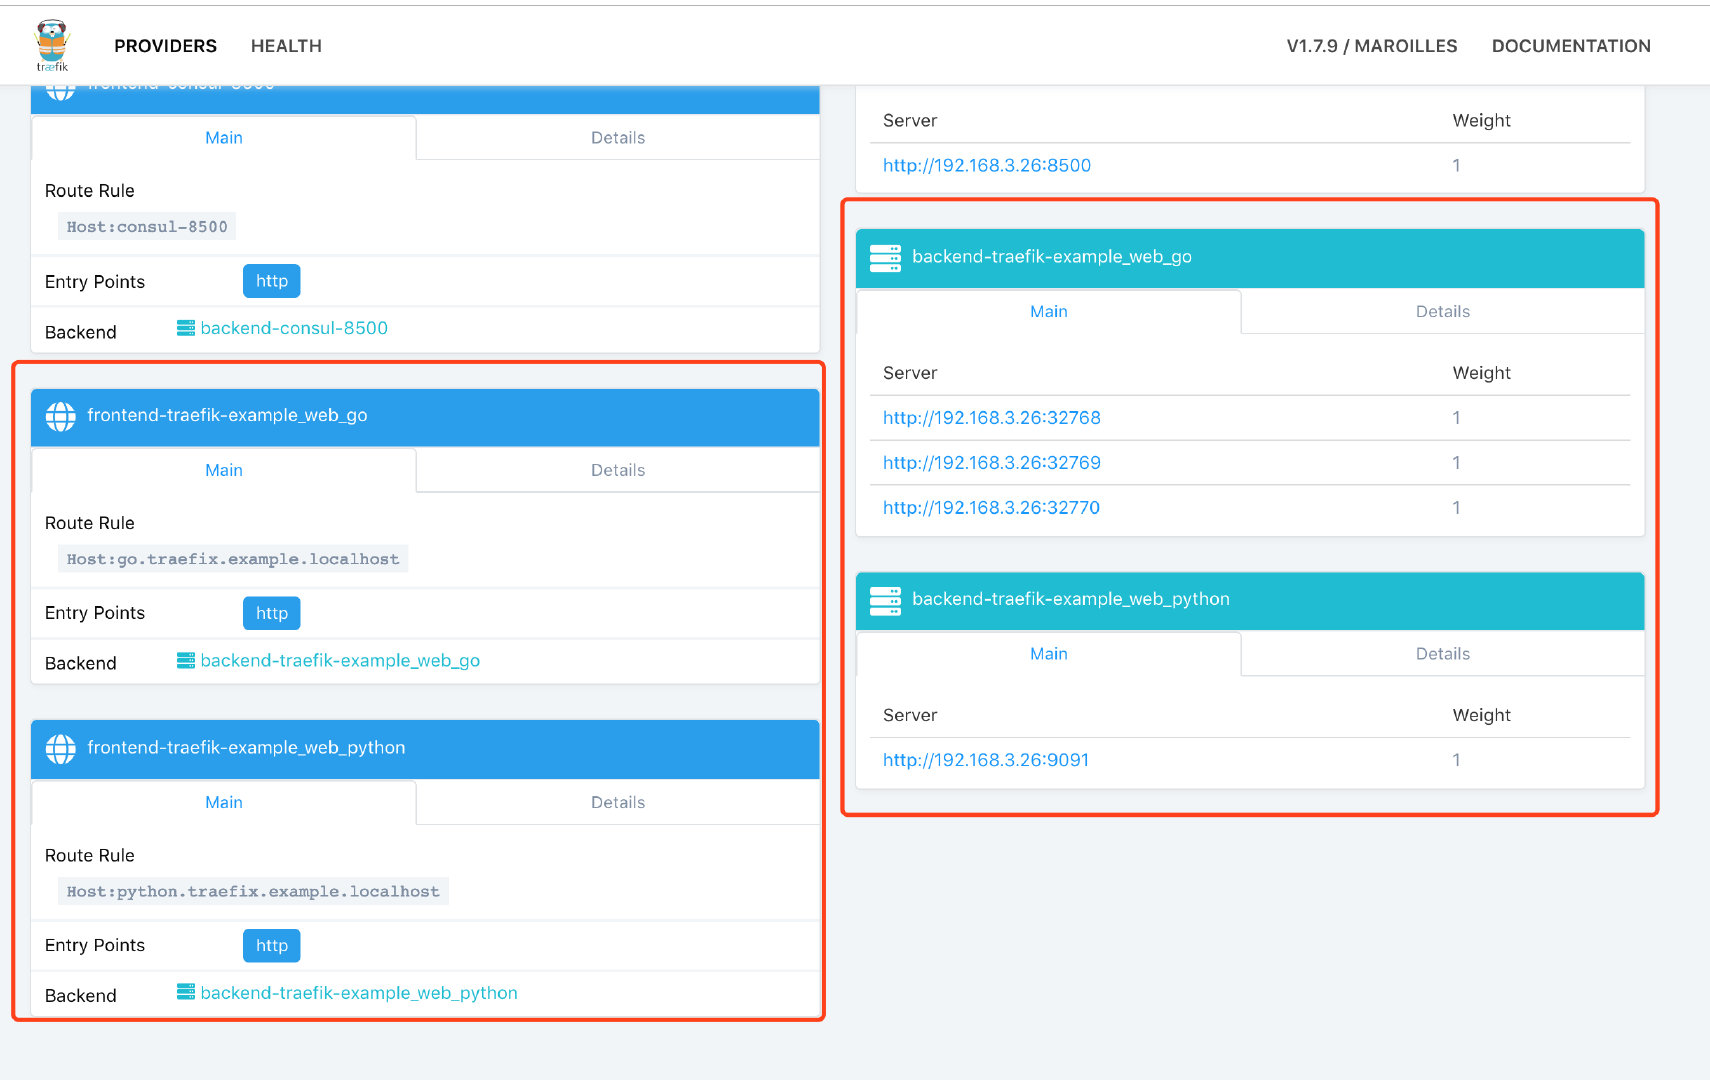 træfik
PROVIDERS
HEALTH
V1.7.9 / MAROILLES
DOCUMENTATION
frontend-consul-8500
Main
Details
Route Rule
Host:consul-8500
Entry Points
http
Backend
backend-consul-8500
frontend-traefik-example_web_go
Main
Details
Route Rule
Host:go.traefix.example.localhost
Entry Points
http
Backend
backend-traefik-example_web_go
frontend-traefik-example_web_python
Main
Details
Route Rule
Host:python.traefix.example.localhost
Entry Points
http
Backend
backend-traefik-example_web_python
Server
Weight
http://192.168.3.26:8500
1
backend-traefik-example_web_go
Main
Details
Server
Weight
http://192.168.3.26:32768
1
http://192.168.3.26:32769
1
http://192.168.3.26:32770
1
backend-traefik-example_web_python
Main
Details
Server
Weight
http://192.168.3.26:9091
1